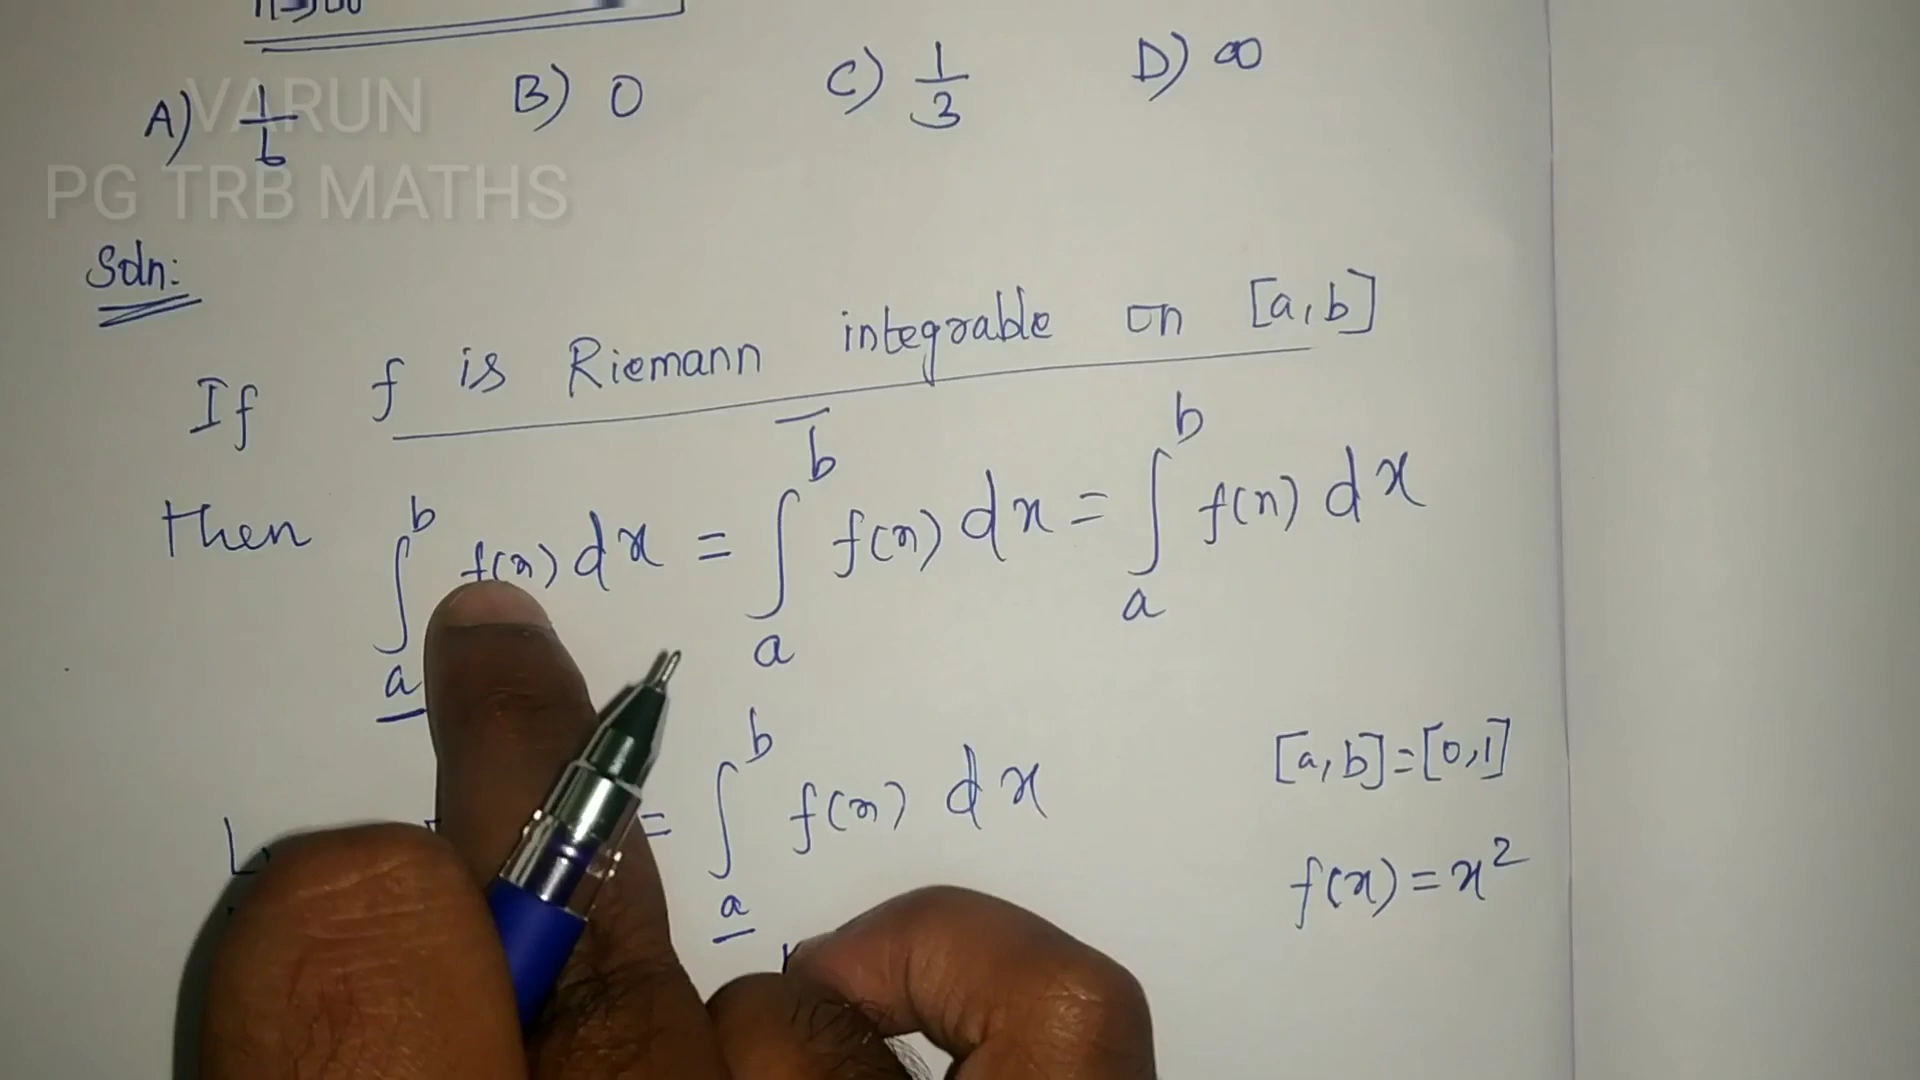 n→∞
A) 1/6 B) 0 C) 1/3 D) ∞
VARUN
PG TRB MATHS
Soln:
If f is Riemann integrable on [a,b]
then ∫_a̲^b f(x) dx = ∫_a^b̅ f(x) dx = ∫_a^b f(x) dx
= ∫_a̲^b f(x) dx
[a,b]=[0,1]
f(x)=x²